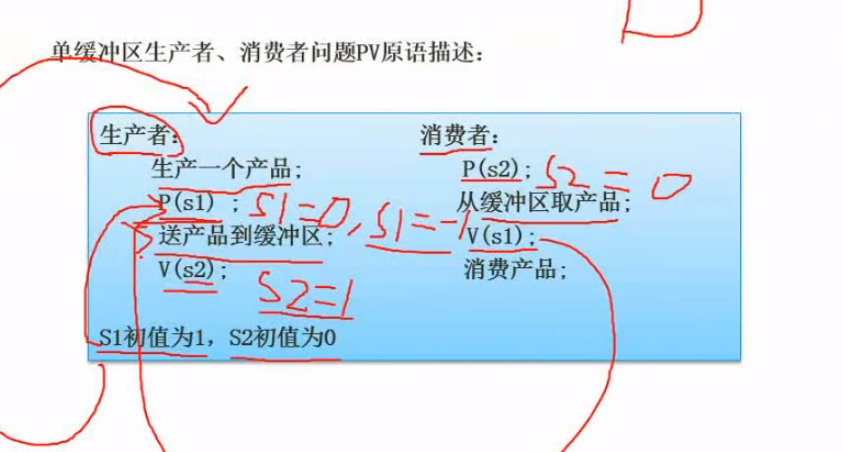 单缓冲区生产者、消费者问题PV原语描述：
生产者： 消费者：
生产一个产品； P(s2)； S2=0
P(s1) ； S1=0, S1=-1 从缓冲区取产品；
送产品到缓冲区； V(s1)；
V(s2)； S2=1 消费产品；
S1初值为1，S2初值为0